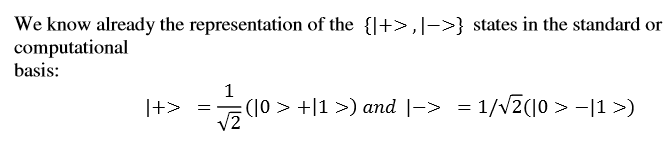 We know already the representation of the {|+>,|−>} states in the standard or
computational
basis:
|+> = 1/√2 (|0 > +|1 >) and |−> = 1/√2(|0 > −|1 >)